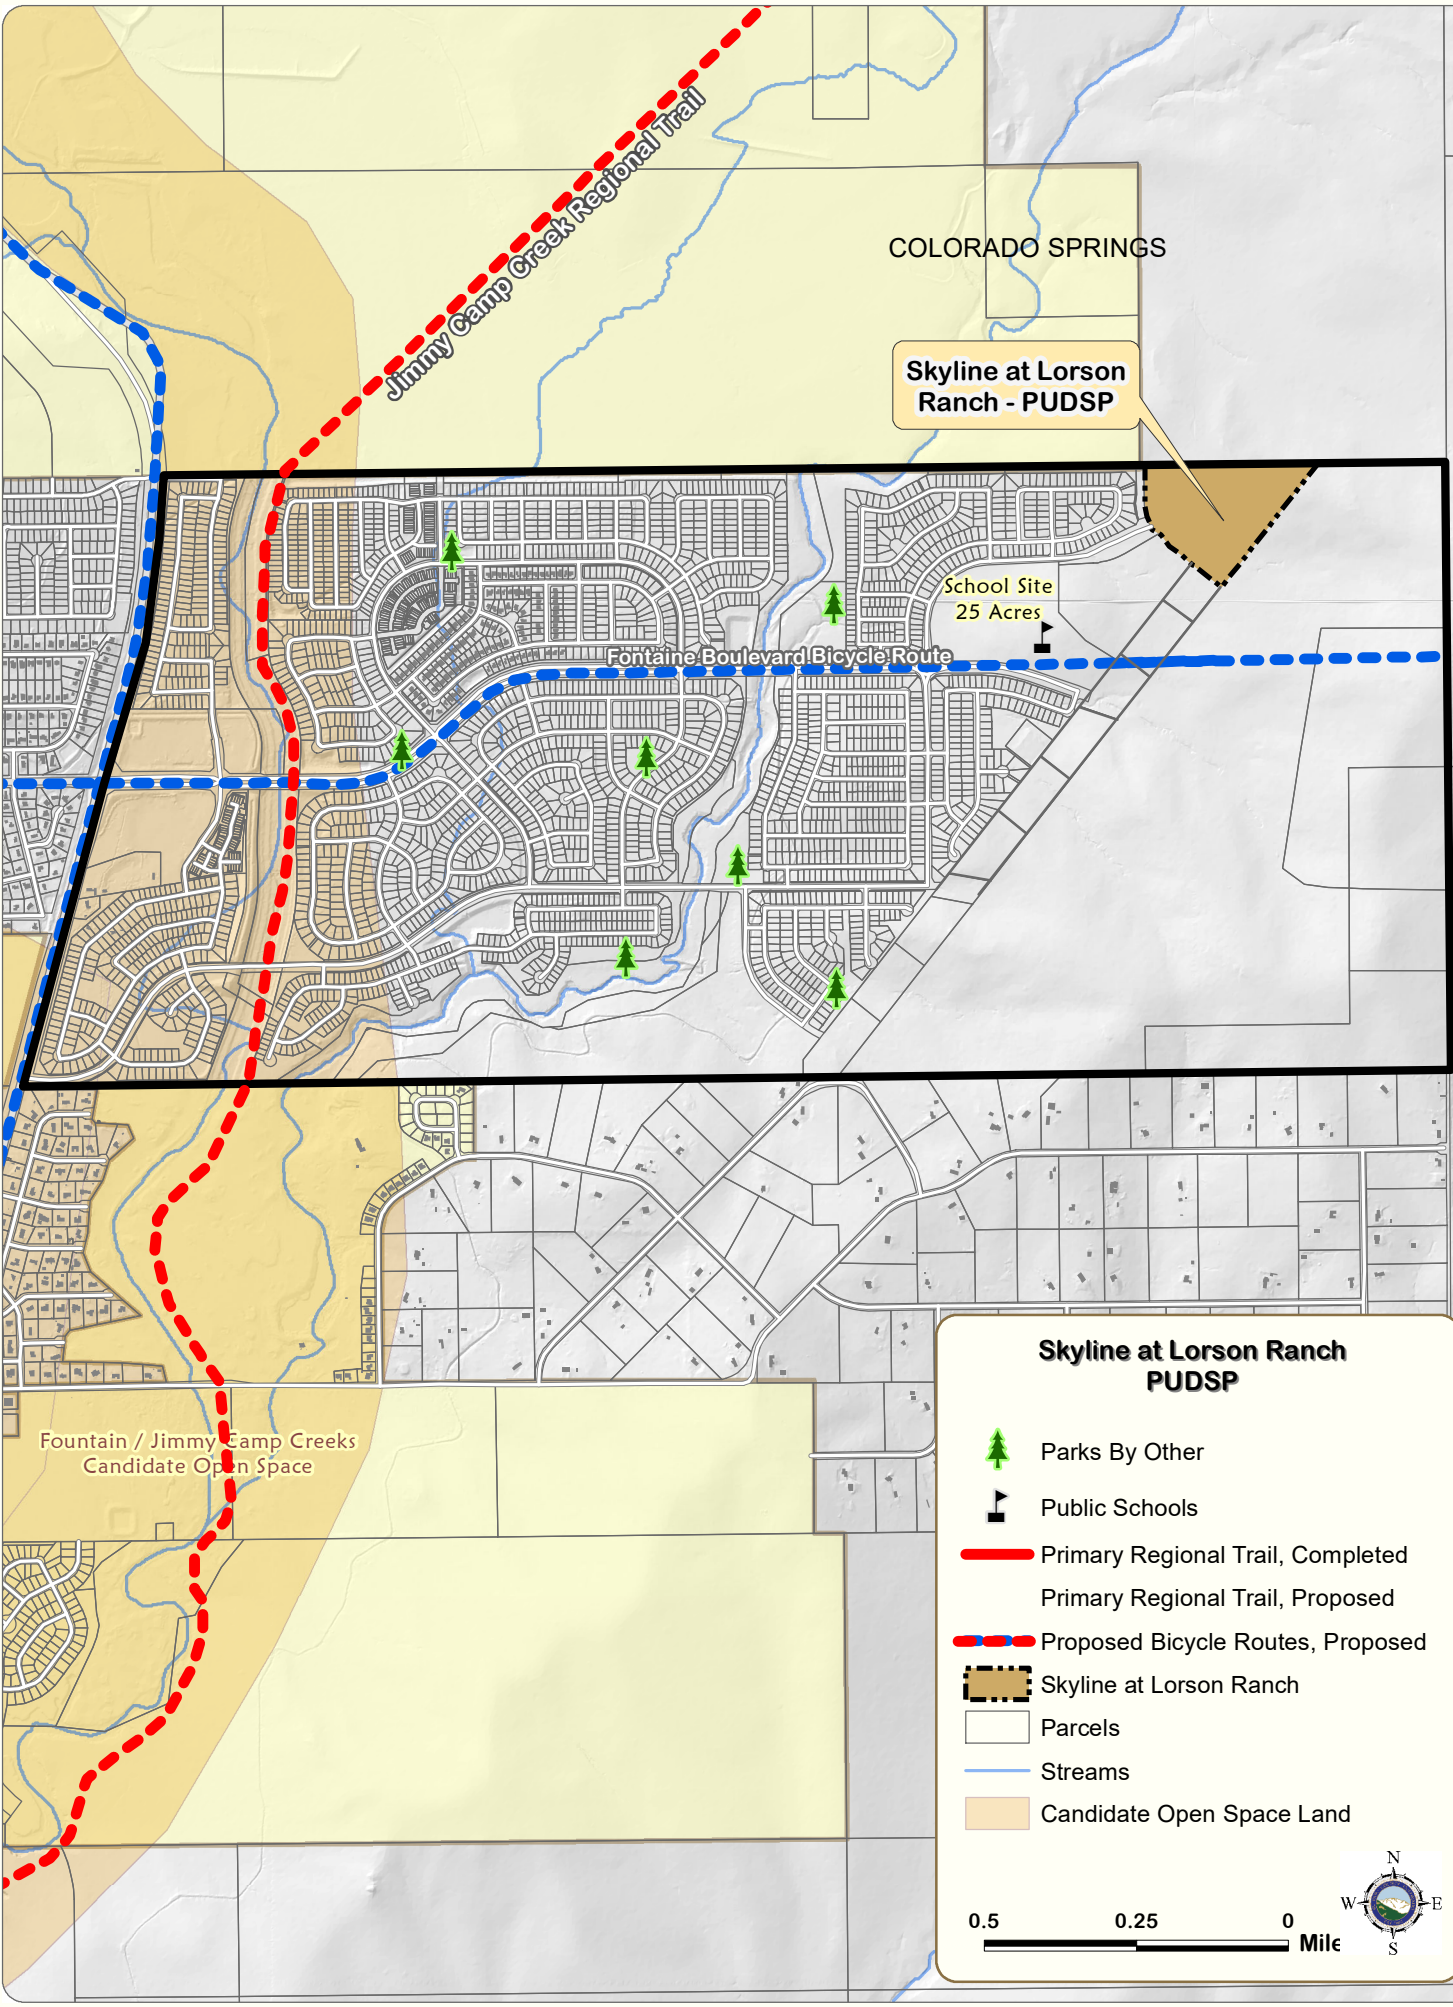 Jimmy Camp Creek Regional Trail
COLORADO SPRINGS
Skyline at Lorson
Ranch - PUDSP
School Site
25 Acres
Fontaine Boulevard Bicycle Route
Fountain / Jimmy Camp Creeks
Candidate Open Space
Skyline at Lorson Ranch
PUDSP
Parks By Other
Public Schools
Primary Regional Trail, Completed
Primary Regional Trail, Proposed
Proposed Bicycle Routes, Proposed
Skyline at Lorson Ranch
Parcels
Streams
Candidate Open Space Land
N
W E
S
0.5 0.25 0
Mile